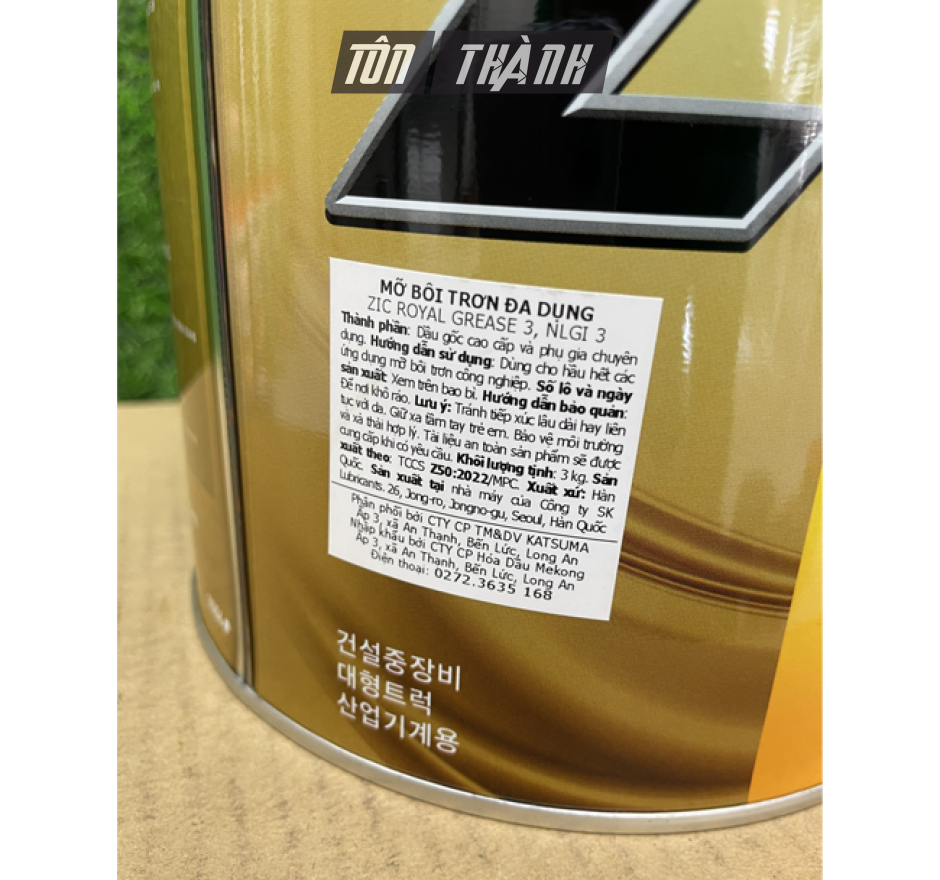 TÔN THÀNH
MỠ BÔI TRƠN ĐA DỤNG
ZIC ROYAL GREASE 3, NLGI 3
Thành phần: Dầu gốc cao cấp và phụ gia chuyên
dụng. Hướng dẫn sử dụng: Dùng cho hầu hết các
ứng dụng mỡ bôi trơn công nghiệp. Số lô và ngày
sản xuất: Xem trên bao bì. Hướng dẫn bảo quản:
Để nơi khô ráo. Lưu ý: Tránh tiếp xúc lâu dài hay liên
tục với da. Giữ xa tầm tay trẻ em. Bảo vệ môi trường
và xả thải hợp lý. Tài liệu an toàn sản phẩm sẽ được
cung cấp khi có yêu cầu. Khối lượng tịnh: 3 kg. Sản
xuất theo: TCCS Z50:2022/MPC. Xuất xứ: Hàn
Quốc. Sản xuất tại nhà máy của Công ty SK
Lubricants. 26, Jong-ro, Jongno-gu, Seoul, Hàn Quốc
Phân phối bởi CTY CP TM&DV KATSUMA
Ấp 3, xã An Thạnh, Bến Lức, Long An
Nhập khẩu bởi CTY CP Hóa Dầu Mekong
Ấp 3, xã An Thạnh, Bến Lức, Long An
Điện thoại: 0272.3635 168
건설중장비
대형트럭
산업기계용